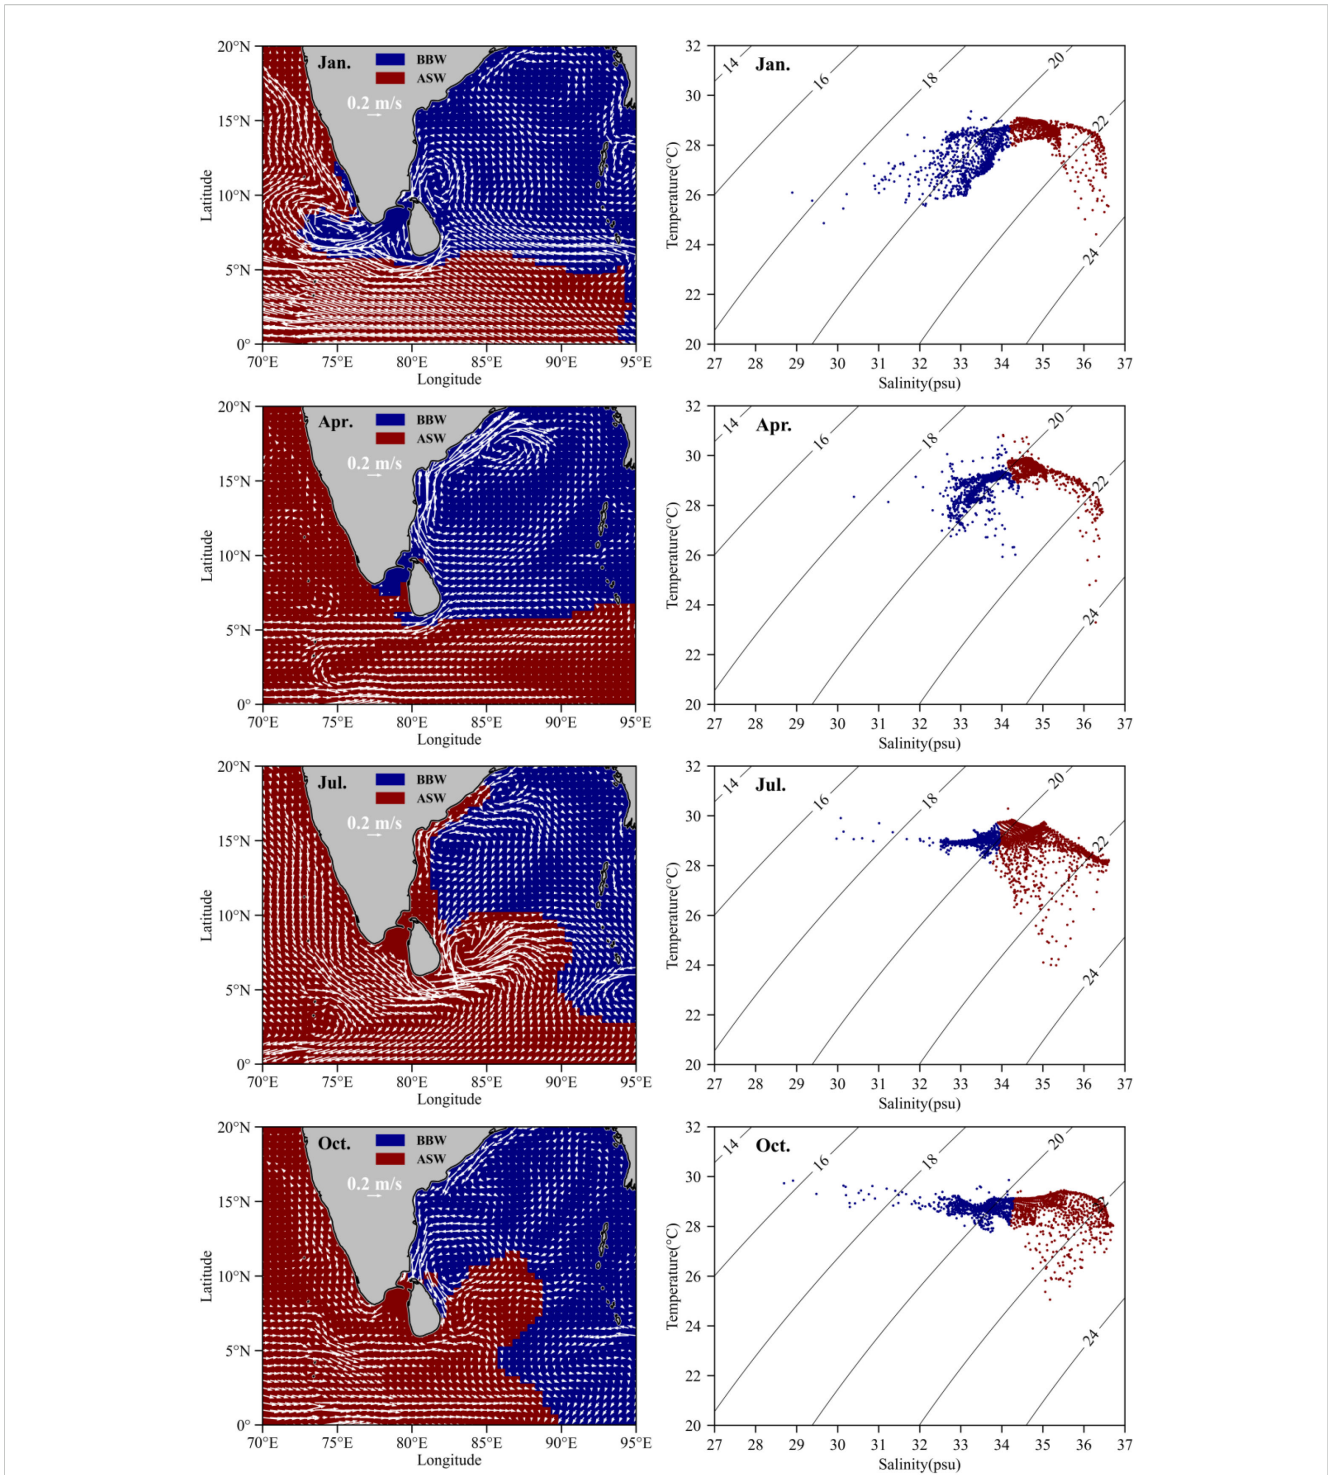 Jan.
BBW
ASW
0.2 m/s
20°N
15°N
10°N
5°N
0°
Latitude
70°E 75°E 80°E 85°E 90°E 95°E
Longitude
Jan.
32
30
28
26
24
22
20
Temperature(°C)
14 16 18 20 22 24
27 28 29 30 31 32 33 34 35 36 37
Salinity(psu)
Apr.
BBW
ASW
0.2 m/s
20°N
15°N
10°N
5°N
0°
Latitude
70°E 75°E 80°E 85°E 90°E 95°E
Longitude
Apr.
32
30
28
26
24
22
20
Temperature(°C)
14 16 18 20 22 24
27 28 29 30 31 32 33 34 35 36 37
Salinity(psu)
Jul.
BBW
ASW
0.2 m/s
20°N
15°N
10°N
5°N
0°
Latitude
70°E 75°E 80°E 85°E 90°E 95°E
Longitude
Jul.
32
30
28
26
24
22
20
Temperature(°C)
14 16 18 20 22 24
27 28 29 30 31 32 33 34 35 36 37
Salinity(psu)
Oct.
BBW
ASW
0.2 m/s
20°N
15°N
10°N
5°N
0°
Latitude
70°E 75°E 80°E 85°E 90°E 95°E
Longitude
Oct.
32
30
28
26
24
22
20
Temperature(°C)
14 16 18 20 24
27 28 29 30 31 32 33 34 35 36 37
Salinity(psu)